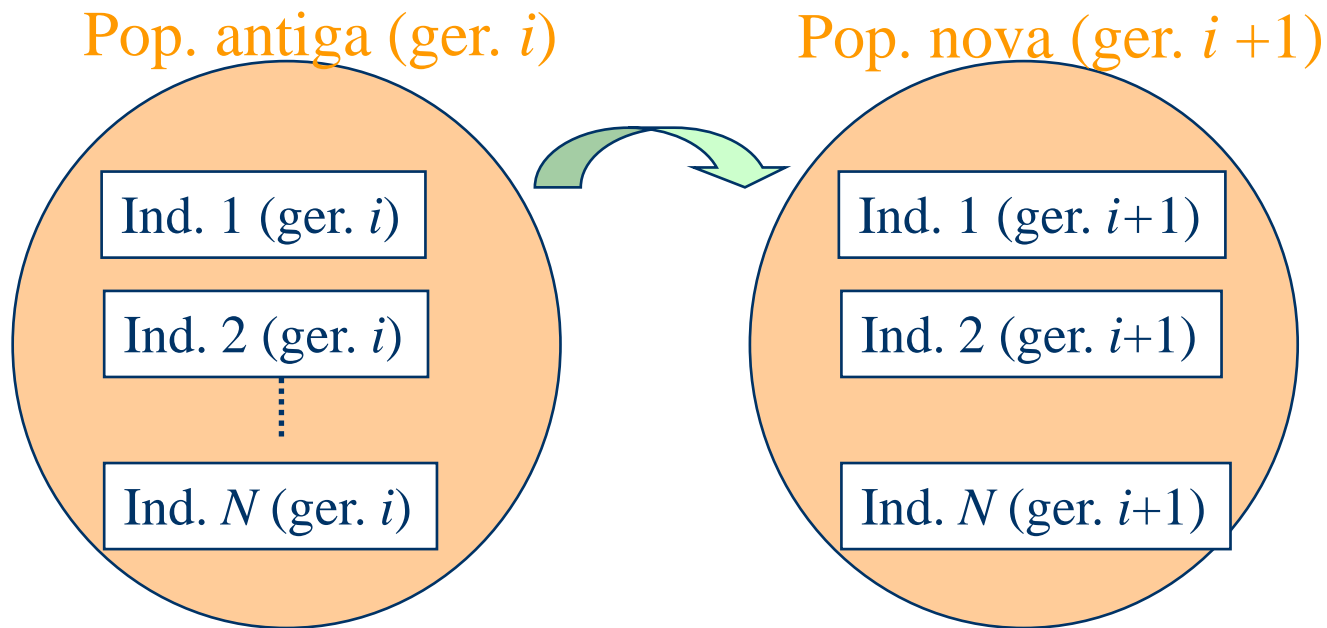 Pop. antiga (ger. i)
Pop. nova (ger. i +1)
Ind. 1 (ger. i)
Ind. 2 (ger. i)
Ind. N (ger. i)
Ind. 1 (ger. i+1)
Ind. 2 (ger. i+1)
Ind. N (ger. i+1)